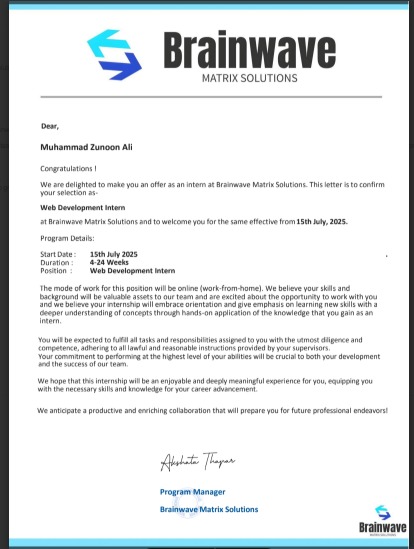 Brainwave
MATRIX SOLUTIONS
Dear,
Muhammad Zunoon Ali
Congratulations !
We are delighted to make you an offer as an intern at Brainwave Matrix Solutions. This letter is to confirm
your selection as-
Web Development Intern
at Brainwave Matrix Solutions and to welcome you for the same effective from 15th July, 2025.
Program Details:
Start Date : 15th July 2025
Duration : 4-24 Weeks
Position : Web Development Intern
The mode of work for this position will be online (work-from-home). We believe your skills and
background will be valuable assets to our team and are excited about the opportunity to work with you
and we believe your internship will embrace orientation and give emphasis on learning new skills with a
deeper understanding of concepts through hands-on application of the knowledge that you gain as an
intern.
You will be expected to fulfill all tasks and responsibilities assigned to you with the utmost diligence and
competence, adhering to all lawful and reasonable instructions provided by your supervisors.
Your commitment to performing at the highest level of your abilities will be crucial to both your development
and the success of our team.
We hope that this internship will be an enjoyable and deeply meaningful experience for you, equipping you
with the necessary skills and knowledge for your career advancement.
We anticipate a productive and enriching collaboration that will prepare you for future professional endeavors!
Akshata Thapar
Program Manager
Brainwave Matrix Solutions
Brainwave
MATRIX SOLUTIONS